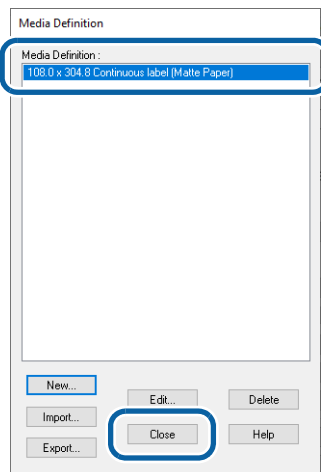 Media Definition
Media Definition :
108.0 x 304.8 Continuous label (Matte Paper)
New...
Edit...
Delete
Import...
Close
Help
Export...